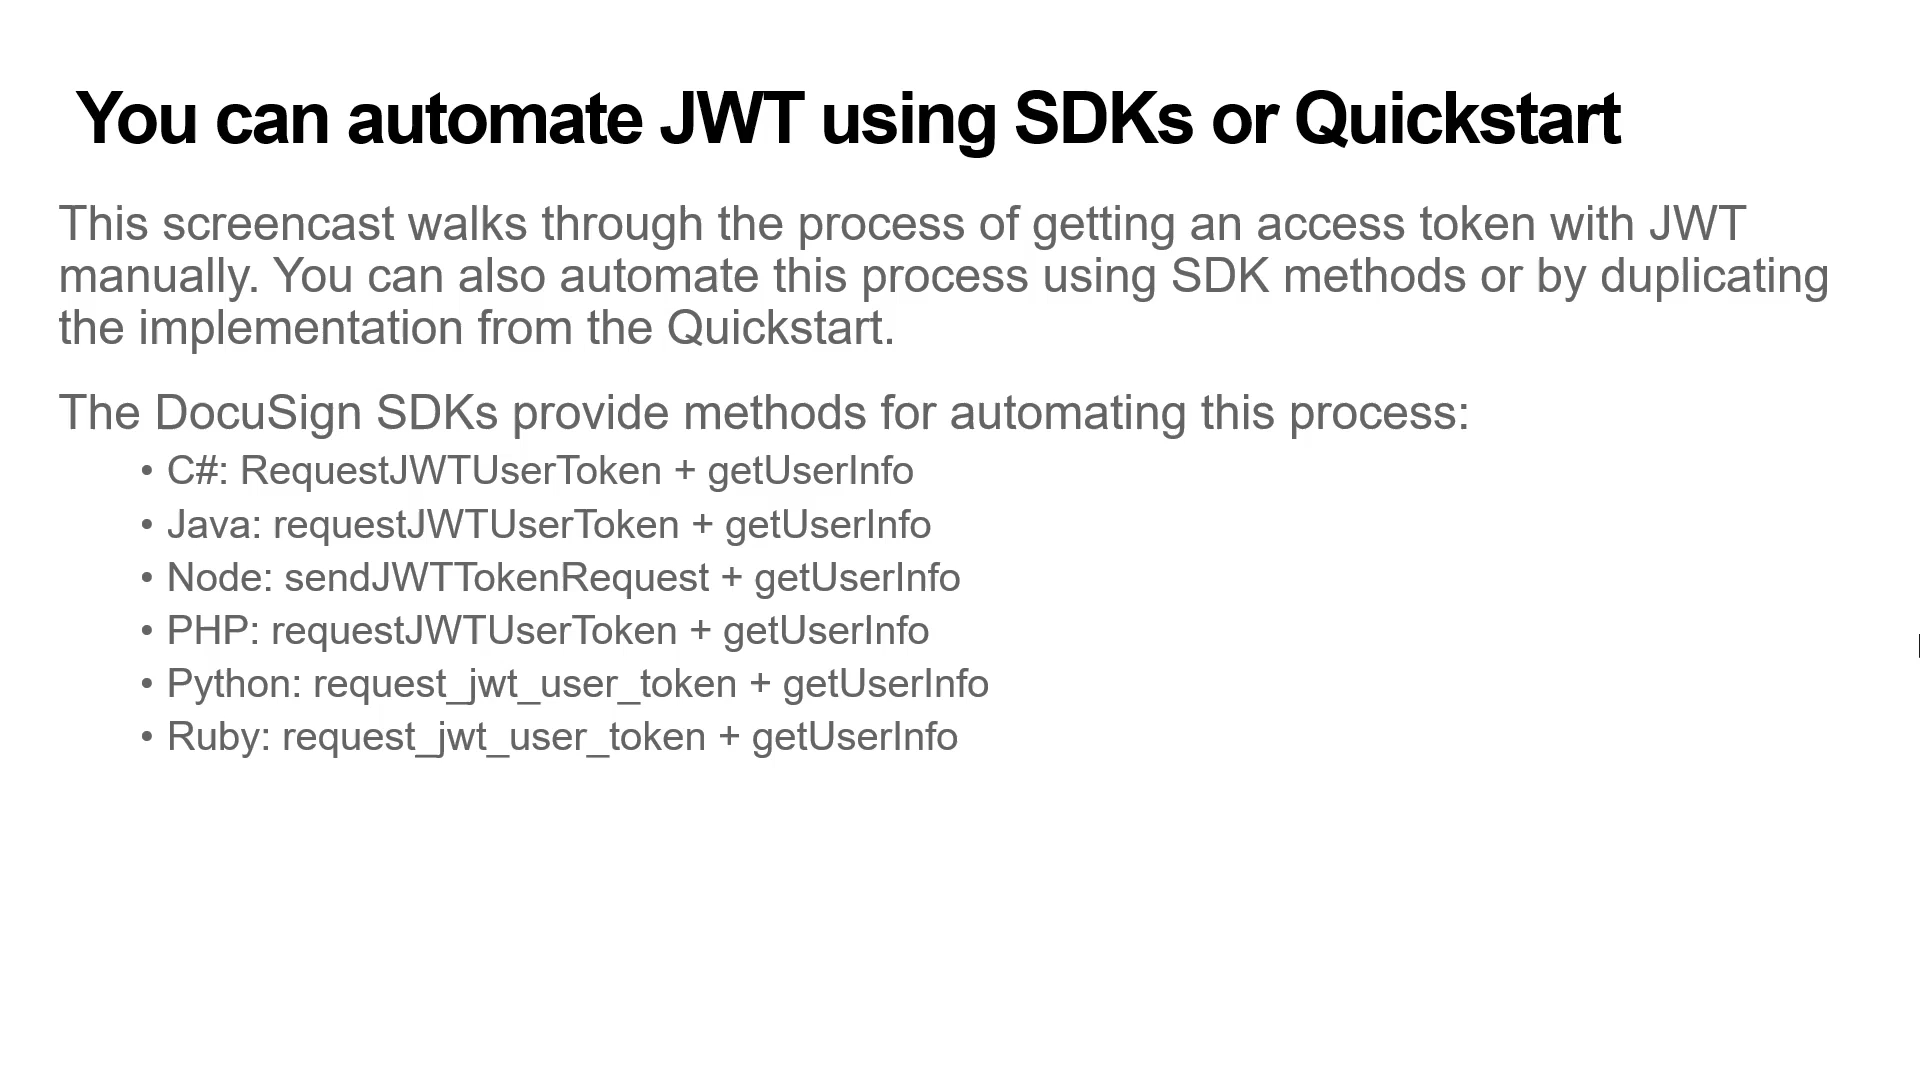 You can automate JWT using SDKs or Quickstart
This screencast walks through the process of getting an access token with JWT
manually. You can also automate this process using SDK methods or by duplicating
the implementation from the Quickstart.
The DocuSign SDKs provide methods for automating this process:
• C#: RequestJWTUserToken + getUserInfo
• Java: requestJWTUserToken + getUserInfo
• Node: sendJWTTokenRequest + getUserInfo
• PHP: requestJWTUserToken + getUserInfo
• Python: request_jwt_user_token + getUserInfo
• Ruby: request_jwt_user_token + getUserInfo